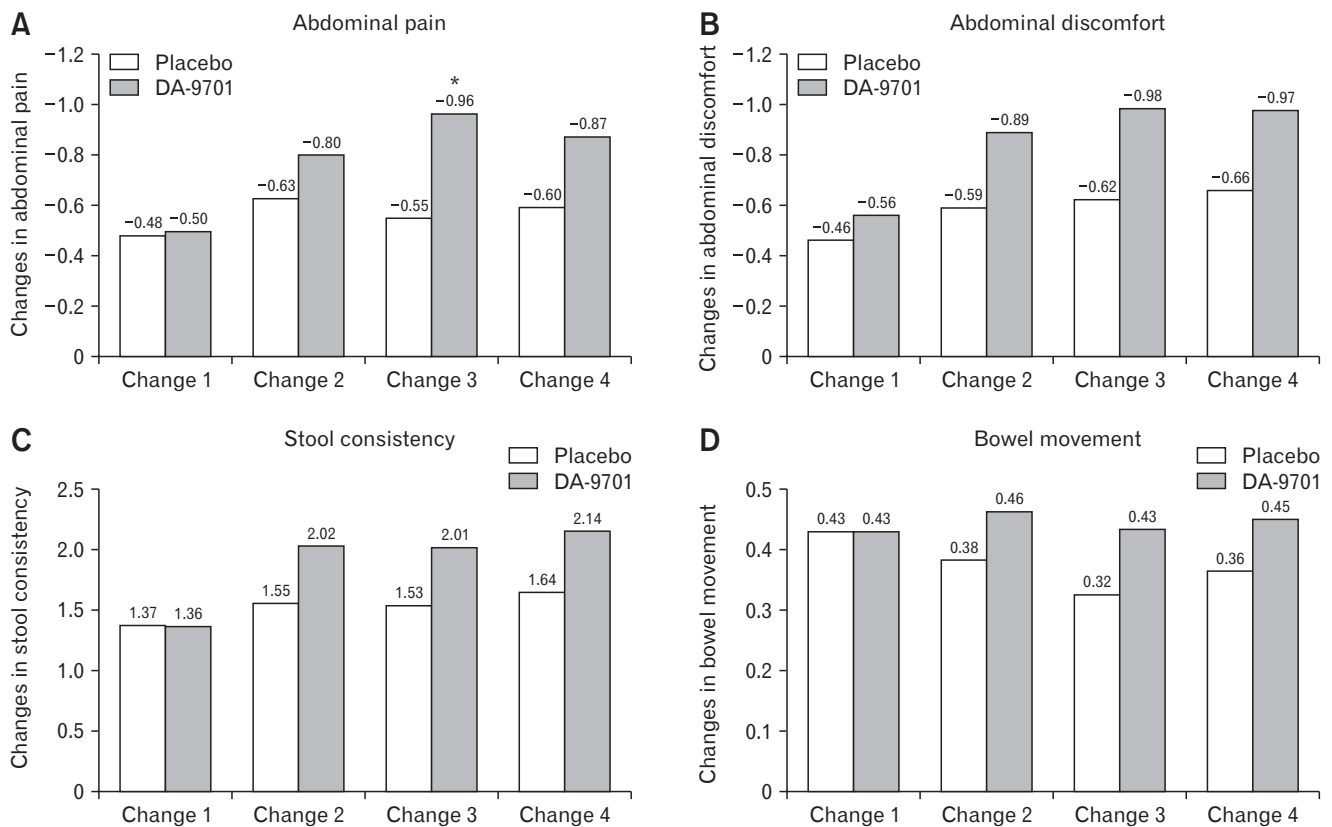 A
Abdominal pain
Placebo
DA-9701
Changes in abdominal pain
−1.2
−1.0
−0.8
−0.6
−0.4
−0.2
0
−0.48
−0.50
−0.63
−0.80
−0.55
*
−0.96
−0.60
−0.87
Change 1
Change 2
Change 3
Change 4
B
Abdominal discomfort
Placebo
DA-9701
Changes in abdominal discomfort
−1.2
−1.0
−0.8
−0.6
−0.4
−0.2
0
−0.46
−0.56
−0.59
−0.89
−0.62
−0.98
−0.66
−0.97
Change 1
Change 2
Change 3
Change 4
C
Stool consistency
Placebo
DA-9701
Changes in stool consistency
2.5
2.0
1.5
1.0
0.5
0
1.37
1.36
1.55
2.02
1.53
2.01
1.64
2.14
Change 1
Change 2
Change 3
Change 4
D
Bowel movement
Placebo
DA-9701
Changes in bowel movement
0.5
0.4
0.3
0.2
0.1
0
0.43
0.43
0.38
0.46
0.32
0.43
0.36
0.45
Change 1
Change 2
Change 3
Change 4